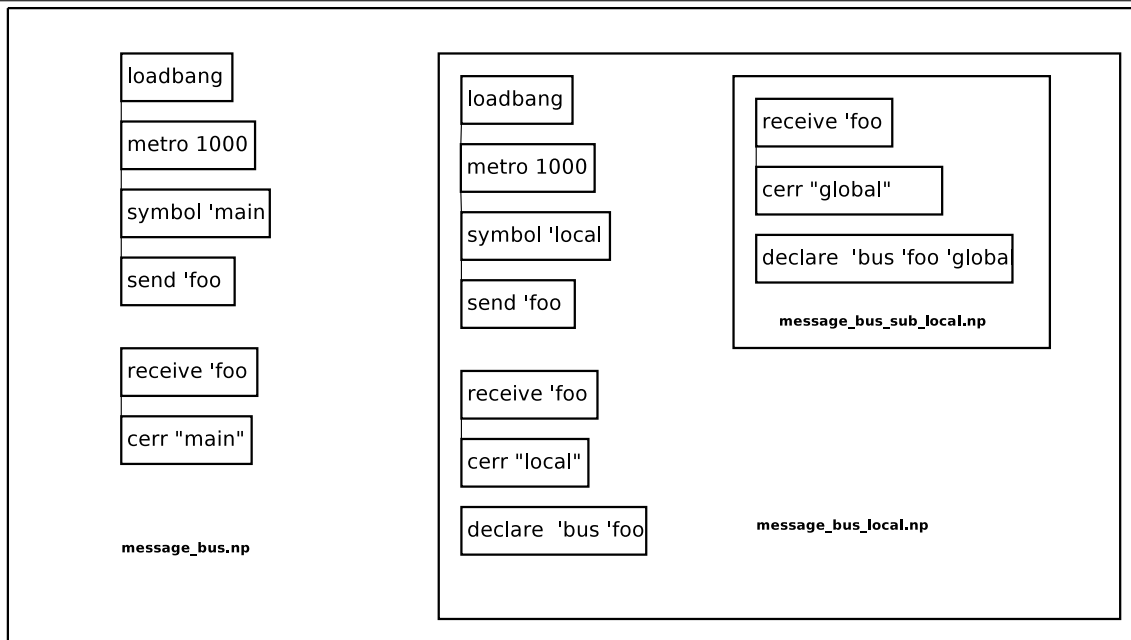 loadbang
metro 1000
symbol 'main
send 'foo
receive 'foo
cerr "main"
message_bus.np
loadbang
metro 1000
symbol 'local
send 'foo
receive 'foo
cerr "local"
declare  'bus 'foo
receive 'foo
cerr "global"
declare  'bus 'foo 'globa
message_bus_sub_local.np
message_bus_local.np